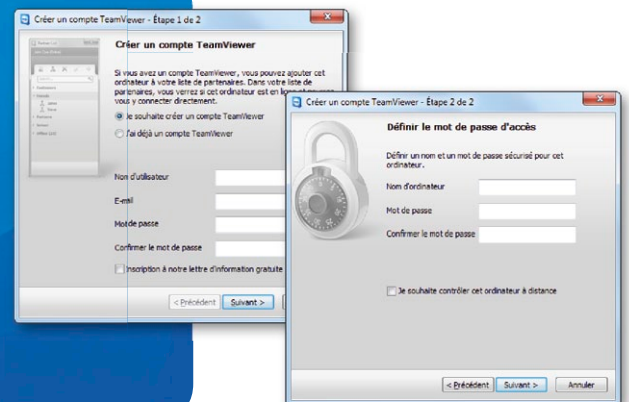 Créer un compte TeamViewer - Étape 1 de 2
Créer un compte TeamViewer
Si vous avez un compte TeamViewer, vous pouvez ajouter cet
ordinateur à votre liste de partenaires. Dans votre liste de
partenaires, vous verrez si cet ordinateur est en ligne et
vous y connecter directement.
Je souhaite créer un compte TeamViewer
J'ai déjà un compte TeamViewer
Nom d'utilisateur
E-mail
Mot de passe
Confirmer le mot de passe
Inscription à notre lettre d'information gratuite
< Précédent
Suivant >
Créer un compte TeamViewer - Étape 2 de 2
Définir le mot de passe d'accès
Définir un nom et un mot de passe sécurisé pour cet
ordinateur.
Nom d'ordinateur
Mot de passe
Confirmer le mot de passe
Je souhaite contrôler cet ordinateur à distance
< Précédent
Suivant >
Annuler